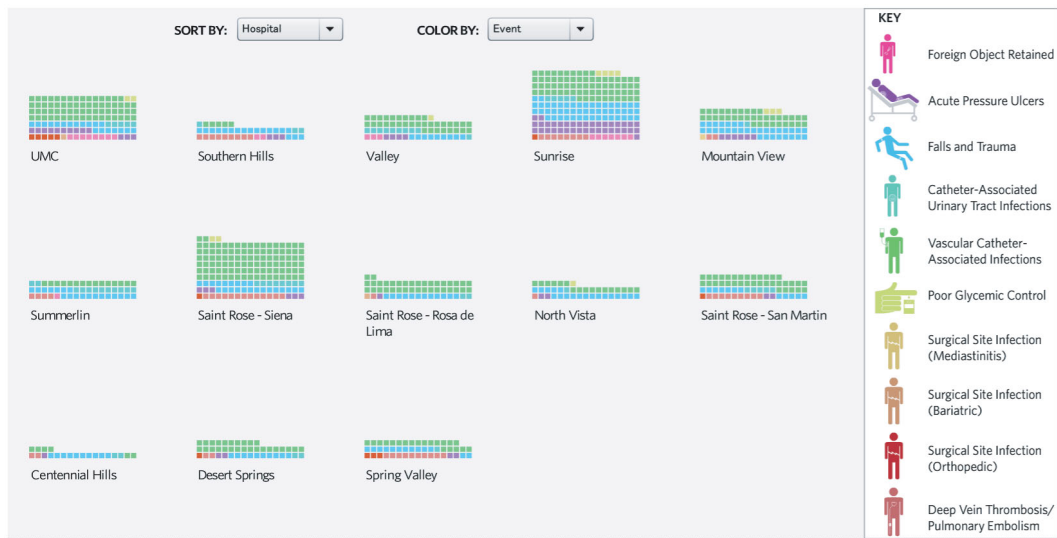 SORT BY: Hospital
COLOR BY: Event
KEY
Foreign Object Retained
Acute Pressure Ulcers
Falls and Trauma
Catheter-Associated
Urinary Tract Infections
Vascular Catheter-
Associated Infections
Poor Glycemic Control
Surgical Site Infection
(Mediastinitis)
Surgical Site Infection
(Bariatric)
Surgical Site Infection
(Orthopedic)
Deep Vein Thrombosis/
Pulmonary Embolism
UMC
Southern Hills
Valley
Sunrise
Mountain View
Summerlin
Saint Rose - Siena
Saint Rose - Rosa de
Lima
North Vista
Saint Rose - San Martin
Centennial Hills
Desert Springs
Spring Valley